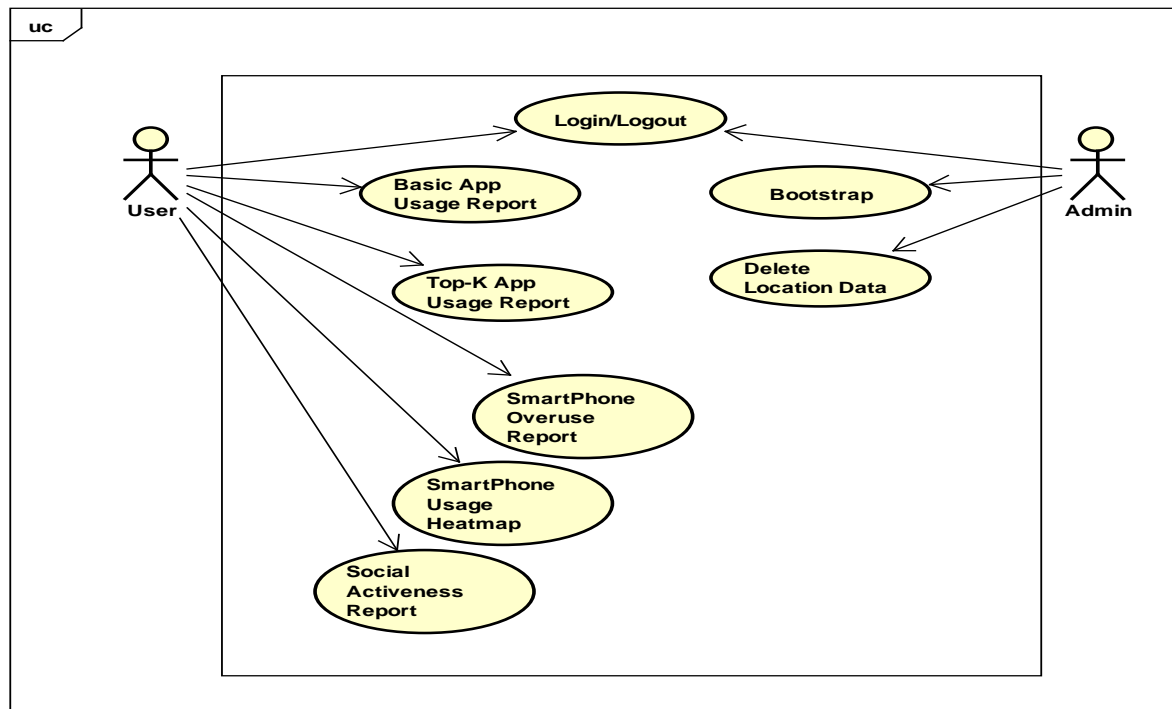 uc
Login/Logout
User
Basic App
Usage Report
Bootstrap
Admin
Top-K App
Usage Report
Delete
Location Data
SmartPhone
Overuse
Report
SmartPhone
Usage
Heatmap
Social
Activeness
Report